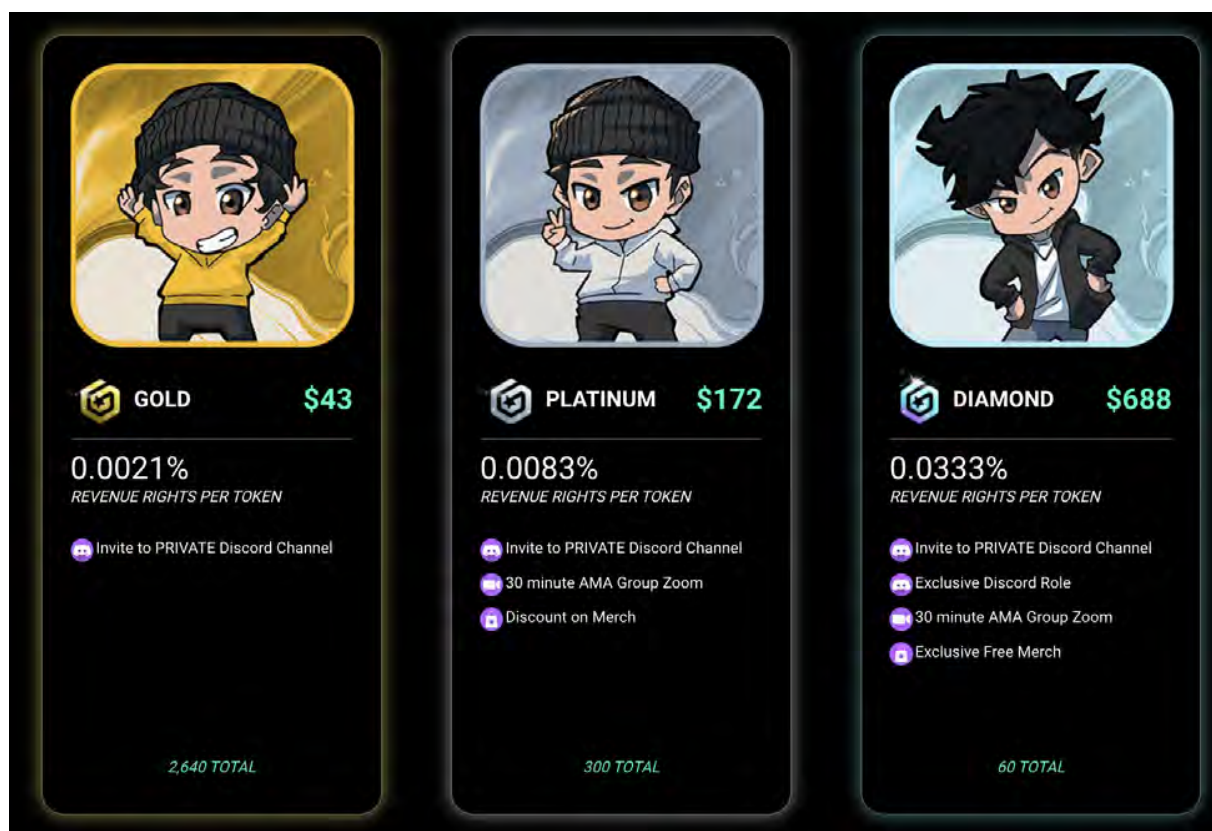 GOLD $43
0.0021%
REVENUE RIGHTS PER TOKEN
Invite to PRIVATE Discord Channel
2,640 TOTAL
PLATINUM $172
0.0083%
REVENUE RIGHTS PER TOKEN
Invite to PRIVATE Discord Channel
30 minute AMA Group Zoom
Discount on Merch
300 TOTAL
DIAMOND $688
0.0333%
REVENUE RIGHTS PER TOKEN
Invite to PRIVATE Discord Channel
Exclusive Discord Role
30 minute AMA Group Zoom
Exclusive Free Merch
60 TOTAL